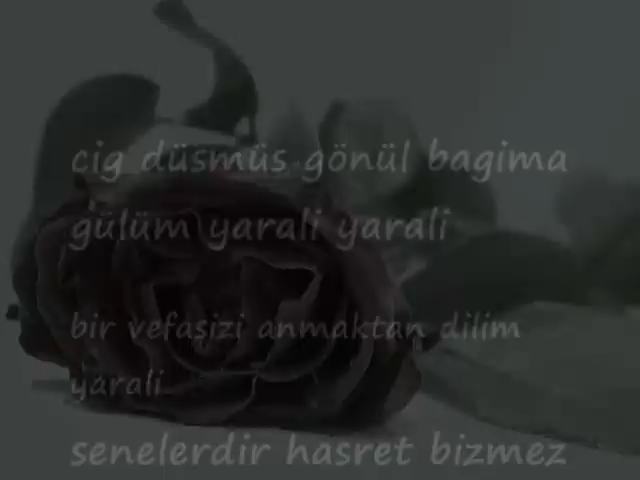 cig düsmüs gönül bagima
gülüm yarali yarali
bir vefasizi anmaktan dilim
yarali
senelerdir hasret bizmez